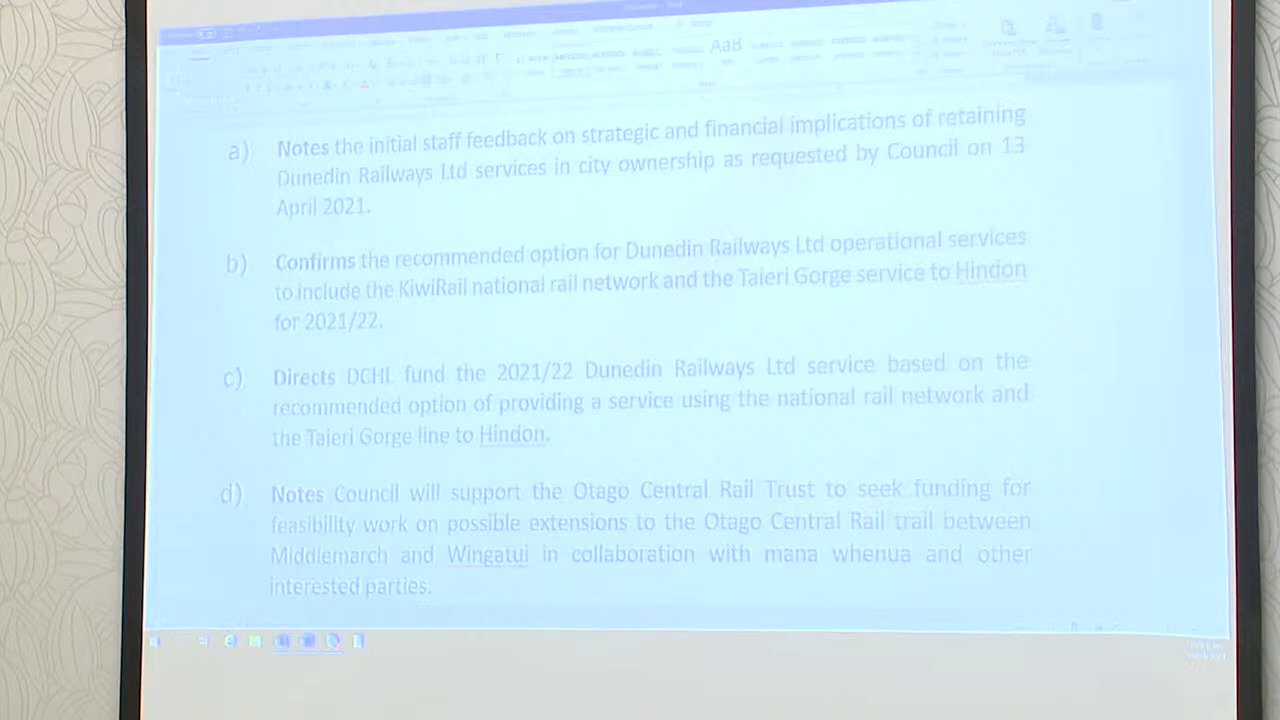 AaB
a) Notes the initial staff feedback on strategic and financial implications of retaining
Dunedin Railways Ltd services in city ownership as requested by Council on 13
April 2021.
b) Confirms the recommended option for Dunedin Railways Ltd operational services
to include the KiwiRail national rail network and the Taieri Gorge service to Hindon
for 2021/22.
c) Directs DCHL fund the 2021/22 Dunedin Railways Ltd service based on the
recommended option of providing a service using the national rail network and
the Taieri Gorge line to Hindon.
d) Notes Council will support the Otago Central Rail Trust to seek funding for
feasibility work on possible extensions to the Otago Central Rail trail between
Middlemarch and Wingatui in collaboration with mana whenua and other
interested parties.